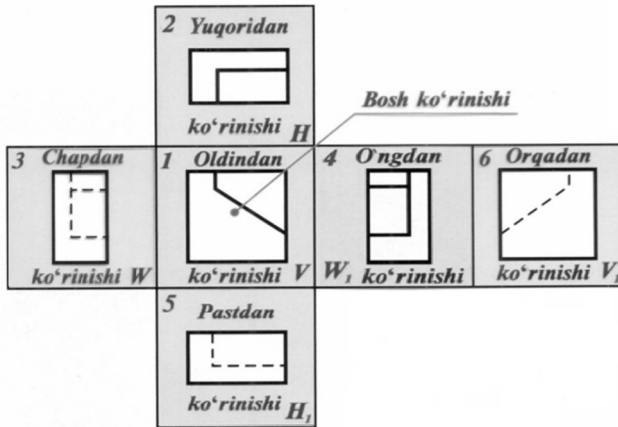 2 Yuqoridan
ko‘rinishi H
Bosh ko‘rinishi
3 Chapdan
ko‘rinishi W
1 Oldindan
ko‘rinishi V
4 O‘ngdan
W₁ ko‘rinishi
6 Orqadan
ko‘rinishi V₁
5 Pastdan
ko‘rinishi H₁